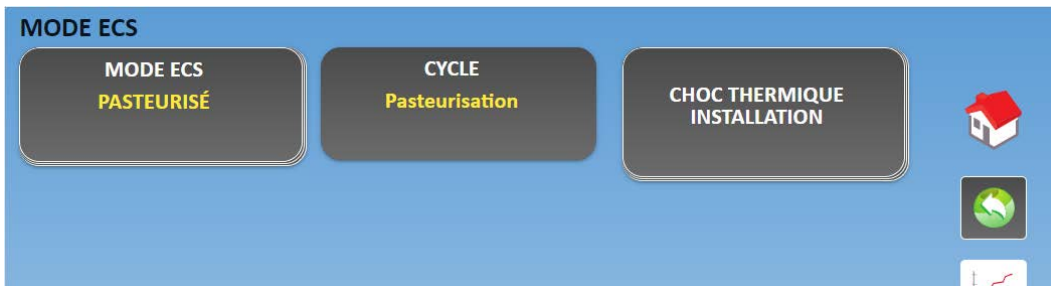 MODE ECS
MODE ECS
PASTEURISÉ
CYCLE
Pasteurisation
CHOC THERMIQUE
INSTALLATION